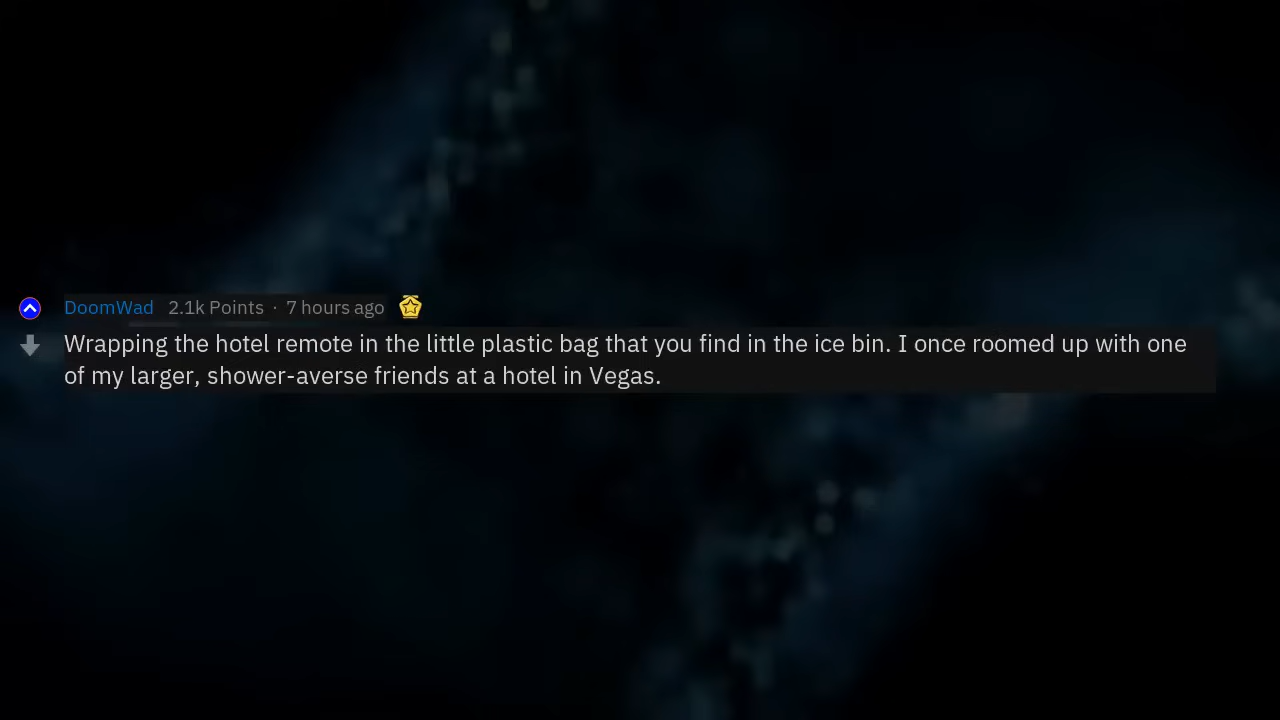 DoomWad 2.1k Points · 7 hours ago
Wrapping the hotel remote in the little plastic bag that you find in the ice bin. I once roomed up with one
of my larger, shower-averse friends at a hotel in Vegas.